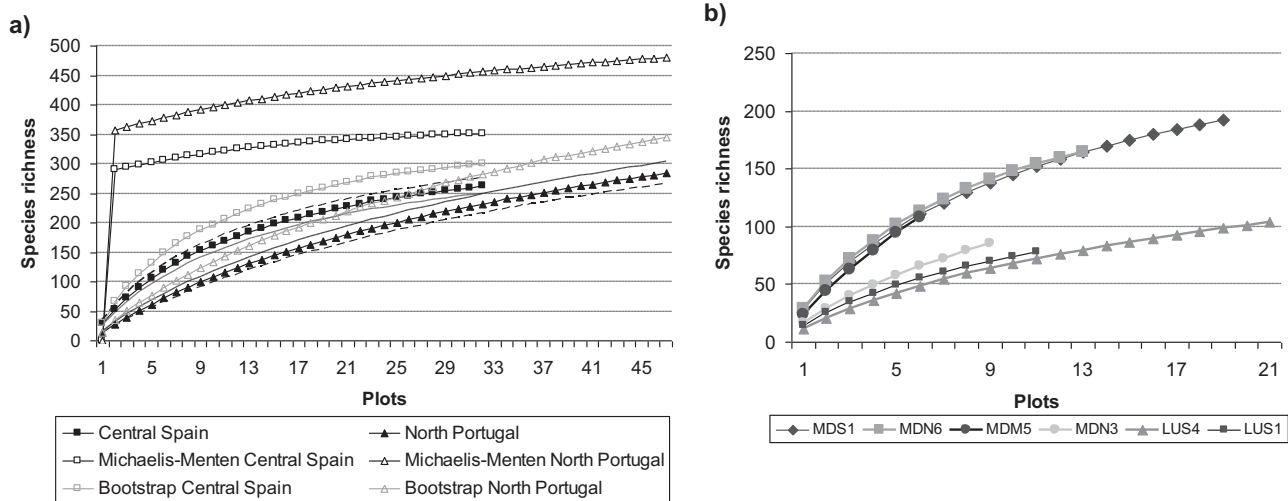 a)
Species richness
500
450
400
350
300
250
200
150
100
50
0
1 5 9 13 17 21 25 29 33 37 41 45
Plots
Central Spain
North Portugal
Michaelis-Menten Central Spain
Michaelis-Menten North Portugal
Bootstrap Central Spain
Bootstrap North Portugal
b)
Species richness
250
200
150
100
50
0
1 5 9 13 17 21
Plots
MDS1 MDN6 MDM5 MDN3 LUS4 LUS1